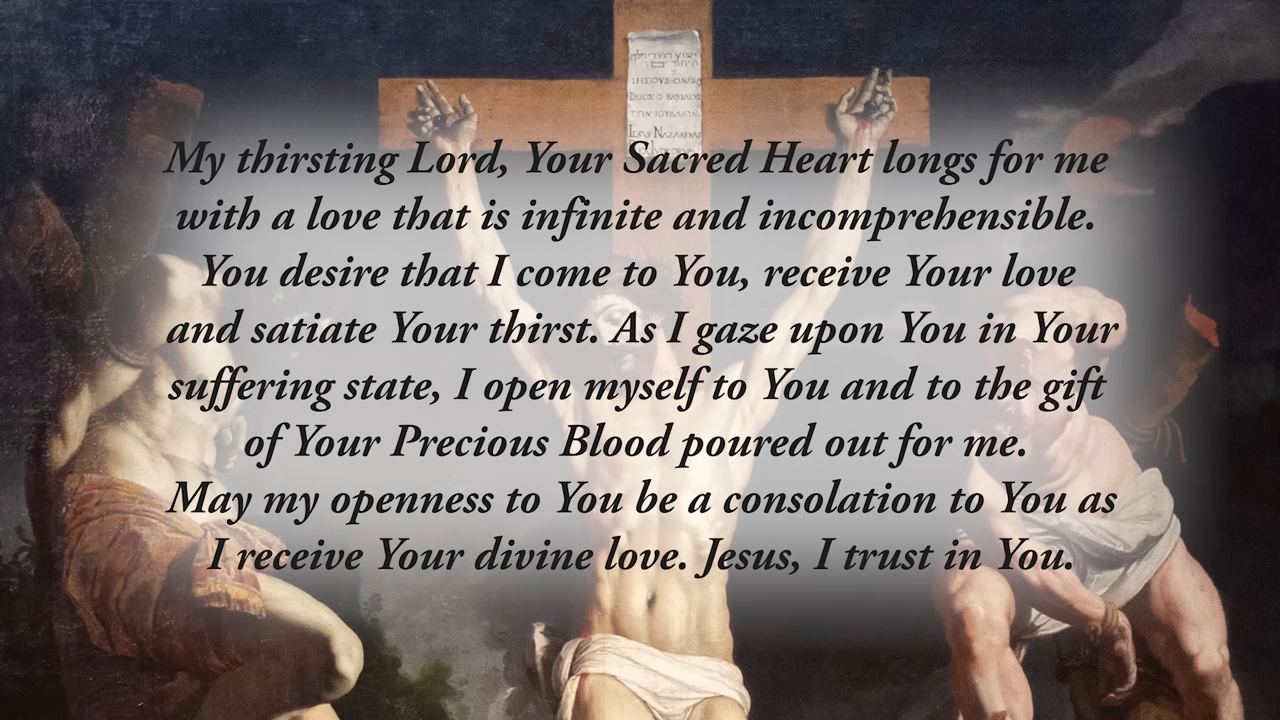 ΙΗΣΟΥΣ Ο ΝΑΖΩ
My thirsting Lord, Your Sacred Heart longs for me
with a love that is infinite and incomprehensible.
You desire that I come to You, receive Your love
and satiate Your thirst. As I gaze upon You in Your
suffering state, I open myself to You and to the gift
of Your Precious Blood poured out for me.
May my openness to You be a consolation to You as
I receive Your divine love. Jesus, I trust in You.